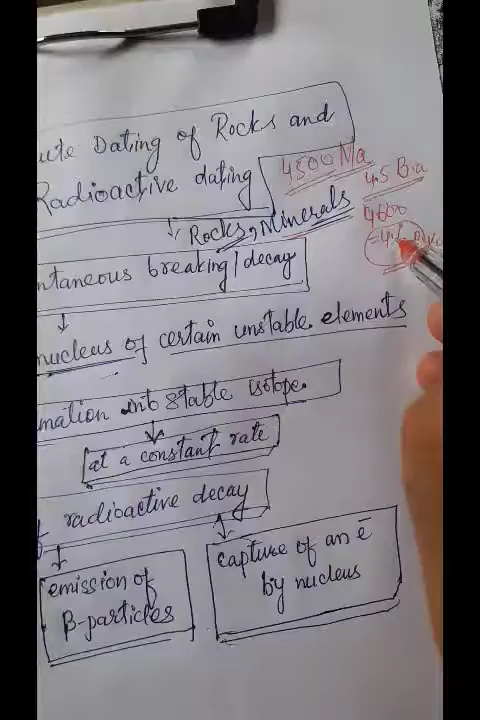 ute Dating of Rocks and
Radioactive dating
4500 Ma
4.5 B.a
Rocks, Minerals
4600
ntaneous breaking/decay
nucleus of certain unstable elements
mation into stable isotope.
at a constant rate
f radioactive decay
emission of
β-particles
capture of an ē
by nucleus